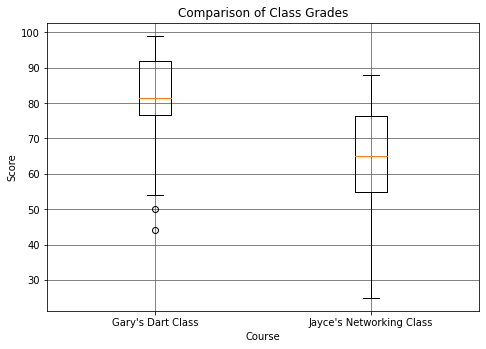 Comparison of Class Grades
100
90
80
70
60
50
40
30
Score
Gary's Dart Class
Jayce's Networking Class
Course